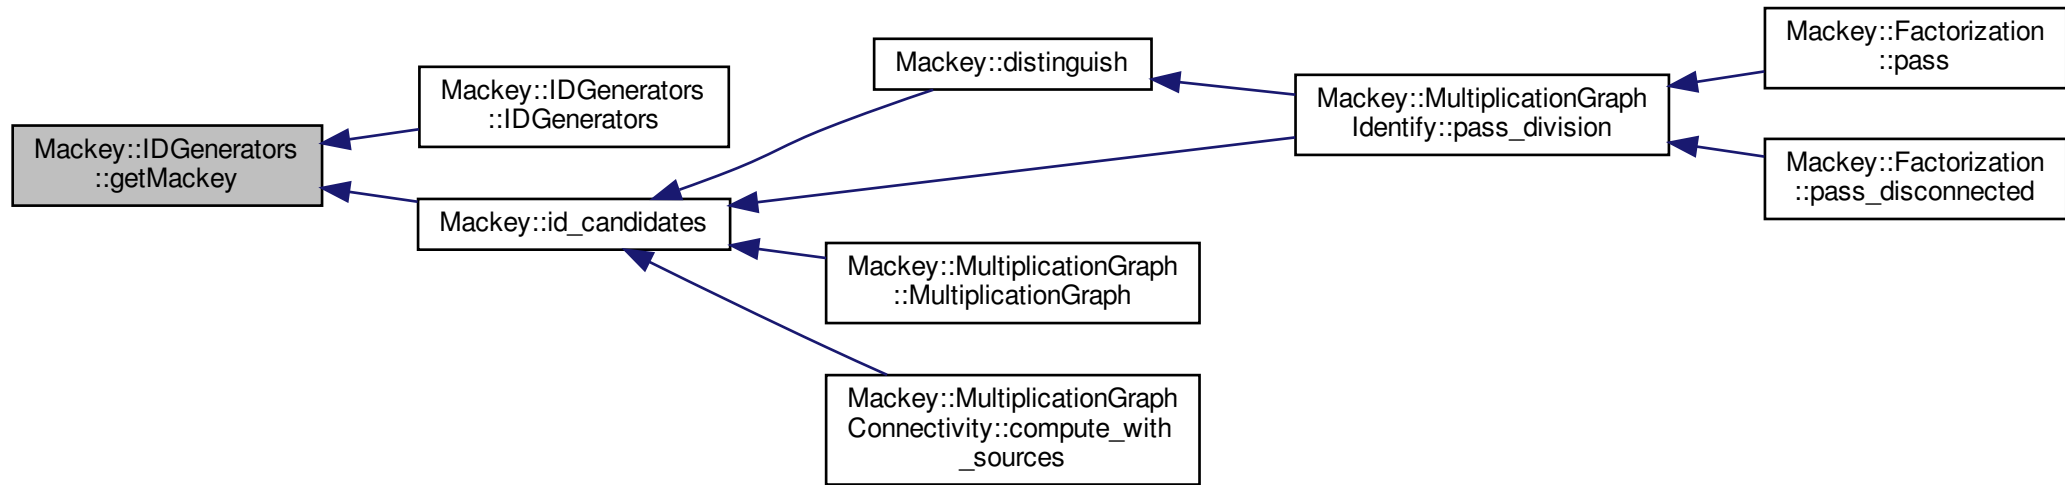 Mackey::IDGenerators
::getMackey
Mackey::IDGenerators
::IDGenerators
Mackey::id_candidates
Mackey::distinguish
Mackey::MultiplicationGraph
::MultiplicationGraph
Mackey::MultiplicationGraph
Connectivity::compute_with
_sources
Mackey::MultiplicationGraph
Identify::pass_division
Mackey::Factorization
::pass
Mackey::Factorization
::pass_disconnected